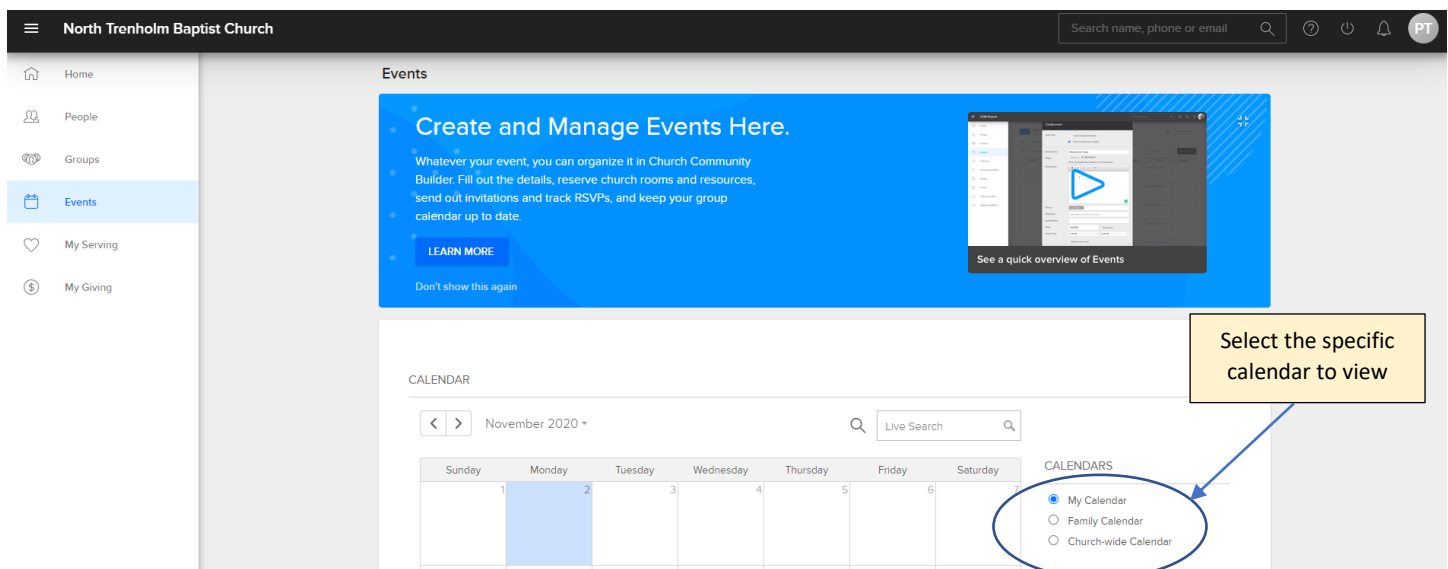 North Trenholm Baptist Church
Search name, phone or email
PT
Home
People
Groups
Events
My Serving
My Giving
Events
Create and Manage Events Here.
Whatever your event, you can organize it in Church Community
Builder. Fill out the details, reserve church rooms and resources,
send out invitations and track RSVPs, and keep your group
calendar up to date.
LEARN MORE
Don't show this again
See a quick overview of Events
Select the specific
calendar to view
CALENDAR
November 2020
Live Search
Sunday Monday Tuesday Wednesday Thursday Friday Saturday
1 2 3 4 5 6 7
CALENDARS
My Calendar
Family Calendar
Church-wide Calendar